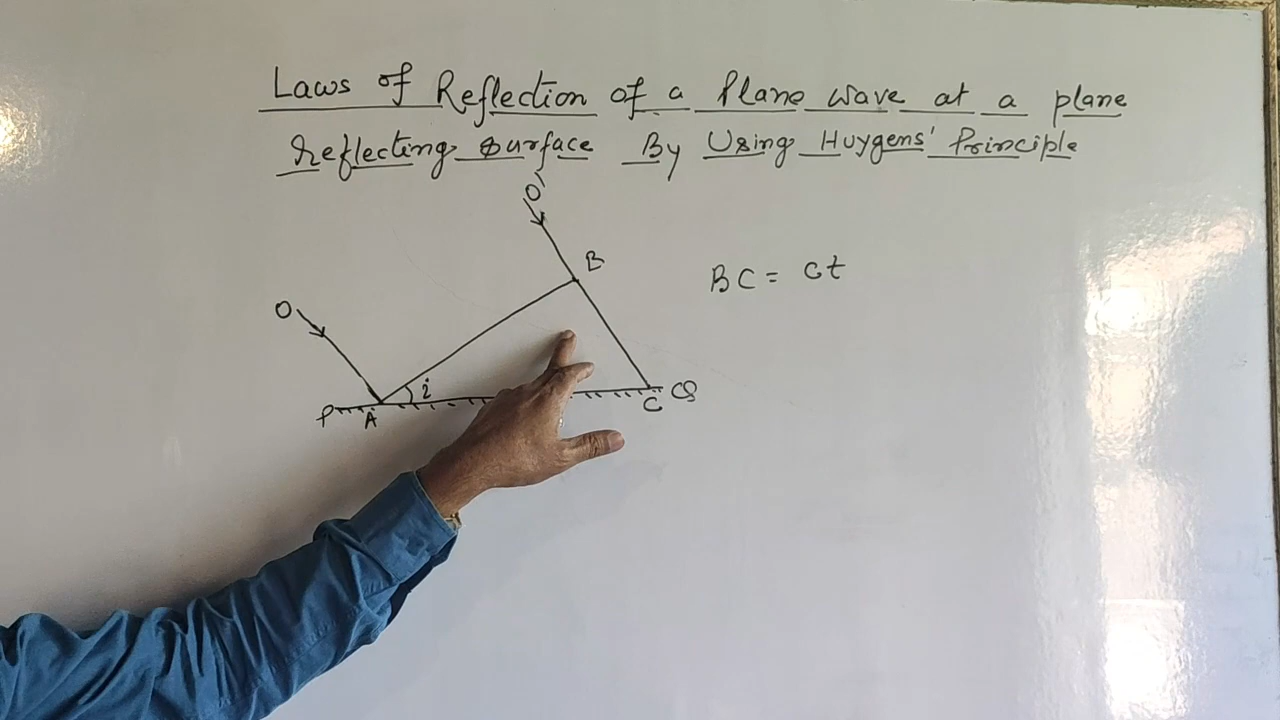 Laws of Reflection of a Plane wave at a plane
reflecting surface By Using Huygens' Principle
O'
B
BC = ct
O
i
P
A
C
Q